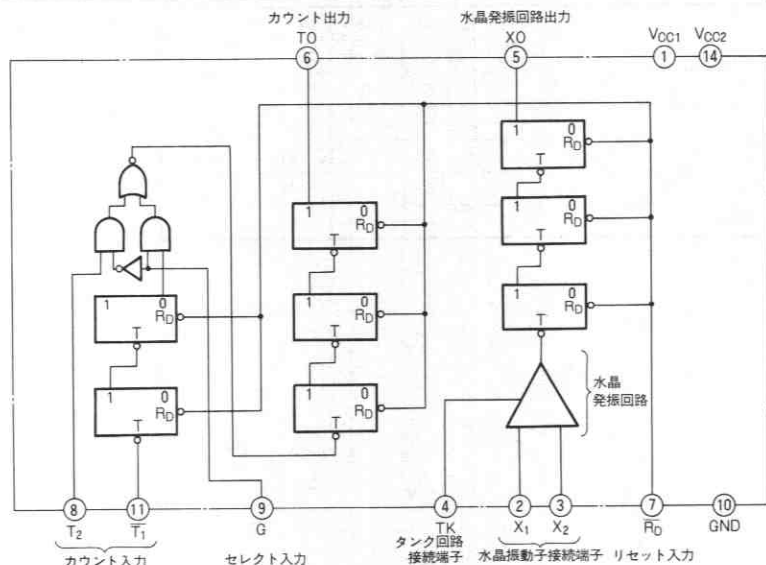 カウント出力
TO
6
水晶発振回路出力
XO
5
VCC1
1
VCC2
14
1 0
RD
T
1 0
RD
T
1 0
RD
T
1 0
RD
T
1 0
RD
T
1 0
RD
T
1 0
RD
T
1 0
RD
T
水晶
発振回路
8
T2
11
T1
カウント入力
9
G
セレクト入力
4
TK
タンク回路
接続端子
2
X1
3
X2
水晶振動子接続端子
7
RD
リセット入力
10
GND